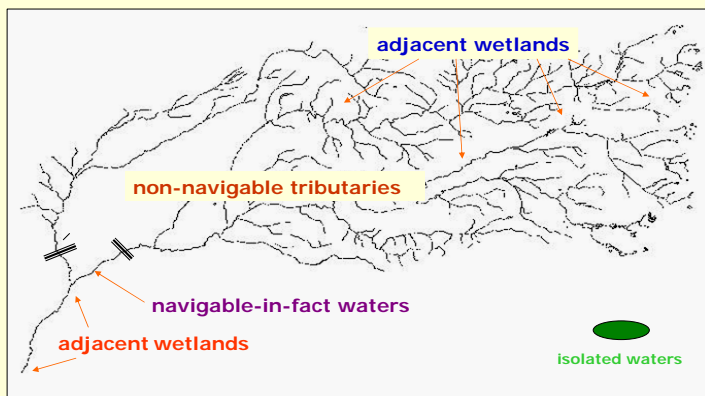 adjacent wetlands
non-navigable tributaries
navigable-in-fact waters
adjacent wetlands
isolated waters